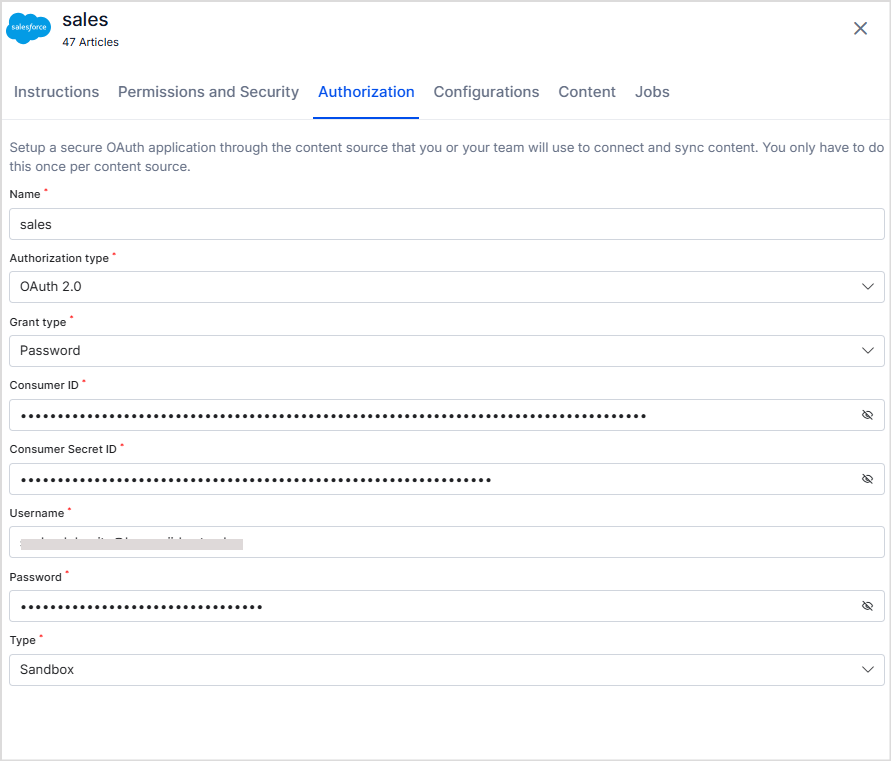 salesforce
sales
47 Articles
Instructions Permissions and Security Authorization Configurations Content Jobs
Setup a secure OAuth application through the content source that you or your team will use to connect and sync content. You only have to do
this once per content source.
Name *
sales
Authorization type *
OAuth 2.0
Grant type *
Password
Consumer ID *
Consumer Secret ID *
Username *
Password *
Type *
Sandbox